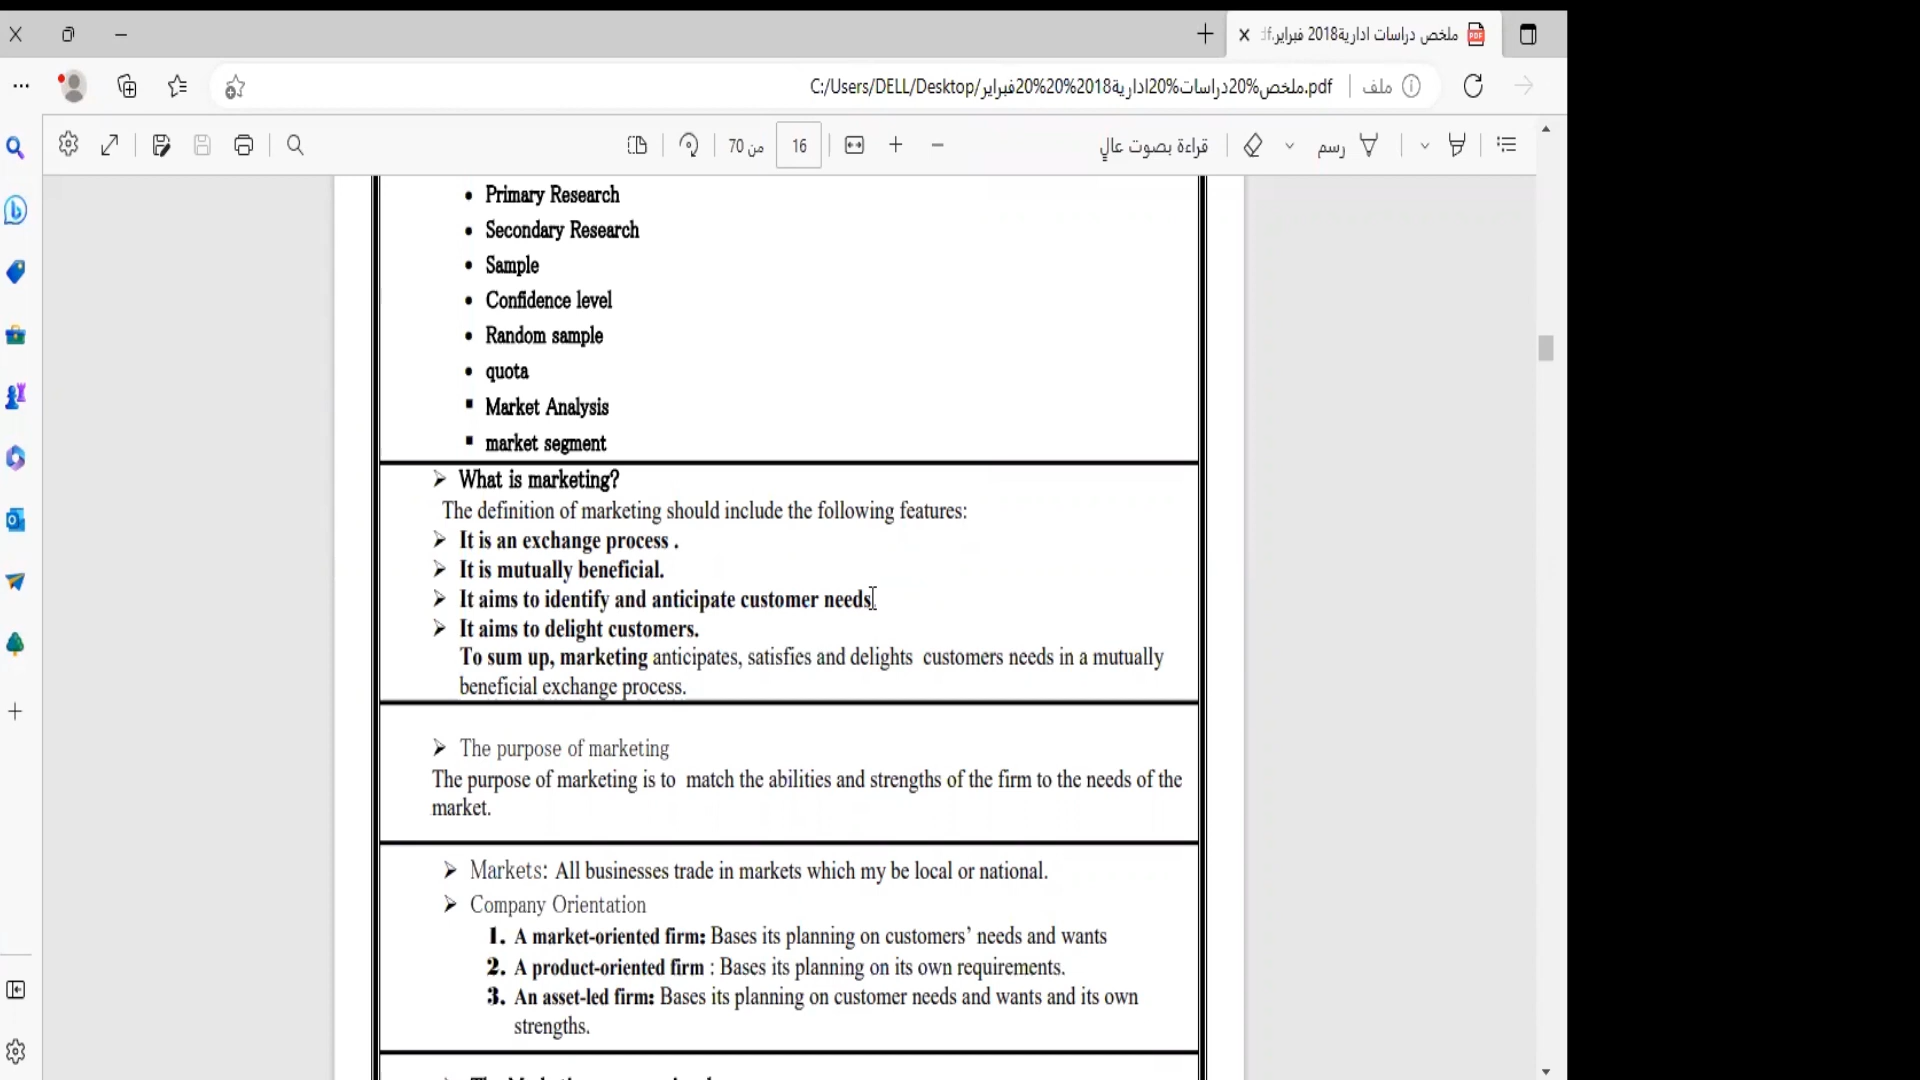 ملخص دراسات ادارية2018 فبراير.
C:/Users/DELL/Desktop/ملخص%20دراسات%20ادارية2018%20%20فبراير.pdf
ملف
قراءة بصوت عالٍ
رسم
16
من 70
• Primary Research
• Secondary Research
• Sample
• Confidence level
• Random sample
• quota
▪ Market Analysis
▪ market segment
➢ What is marketing?
The definition of marketing should include the following features:
➢ It is an exchange process .
➢ It is mutually beneficial.
➢ It aims to identify and anticipate customer needs
➢ It aims to delight customers.
To sum up, marketing anticipates, satisfies and delights customers needs in a mutually
beneficial exchange process.
➢ The purpose of marketing
The purpose of marketing is to match the abilities and strengths of the firm to the needs of the
market.
➢ Markets: All businesses trade in markets which my be local or national.
➢ Company Orientation
1. A market-oriented firm: Bases its planning on customers’ needs and wants
2. A product-oriented firm : Bases its planning on its own requirements.
3. An asset-led firm: Bases its planning on customer needs and wants and its own
strengths.